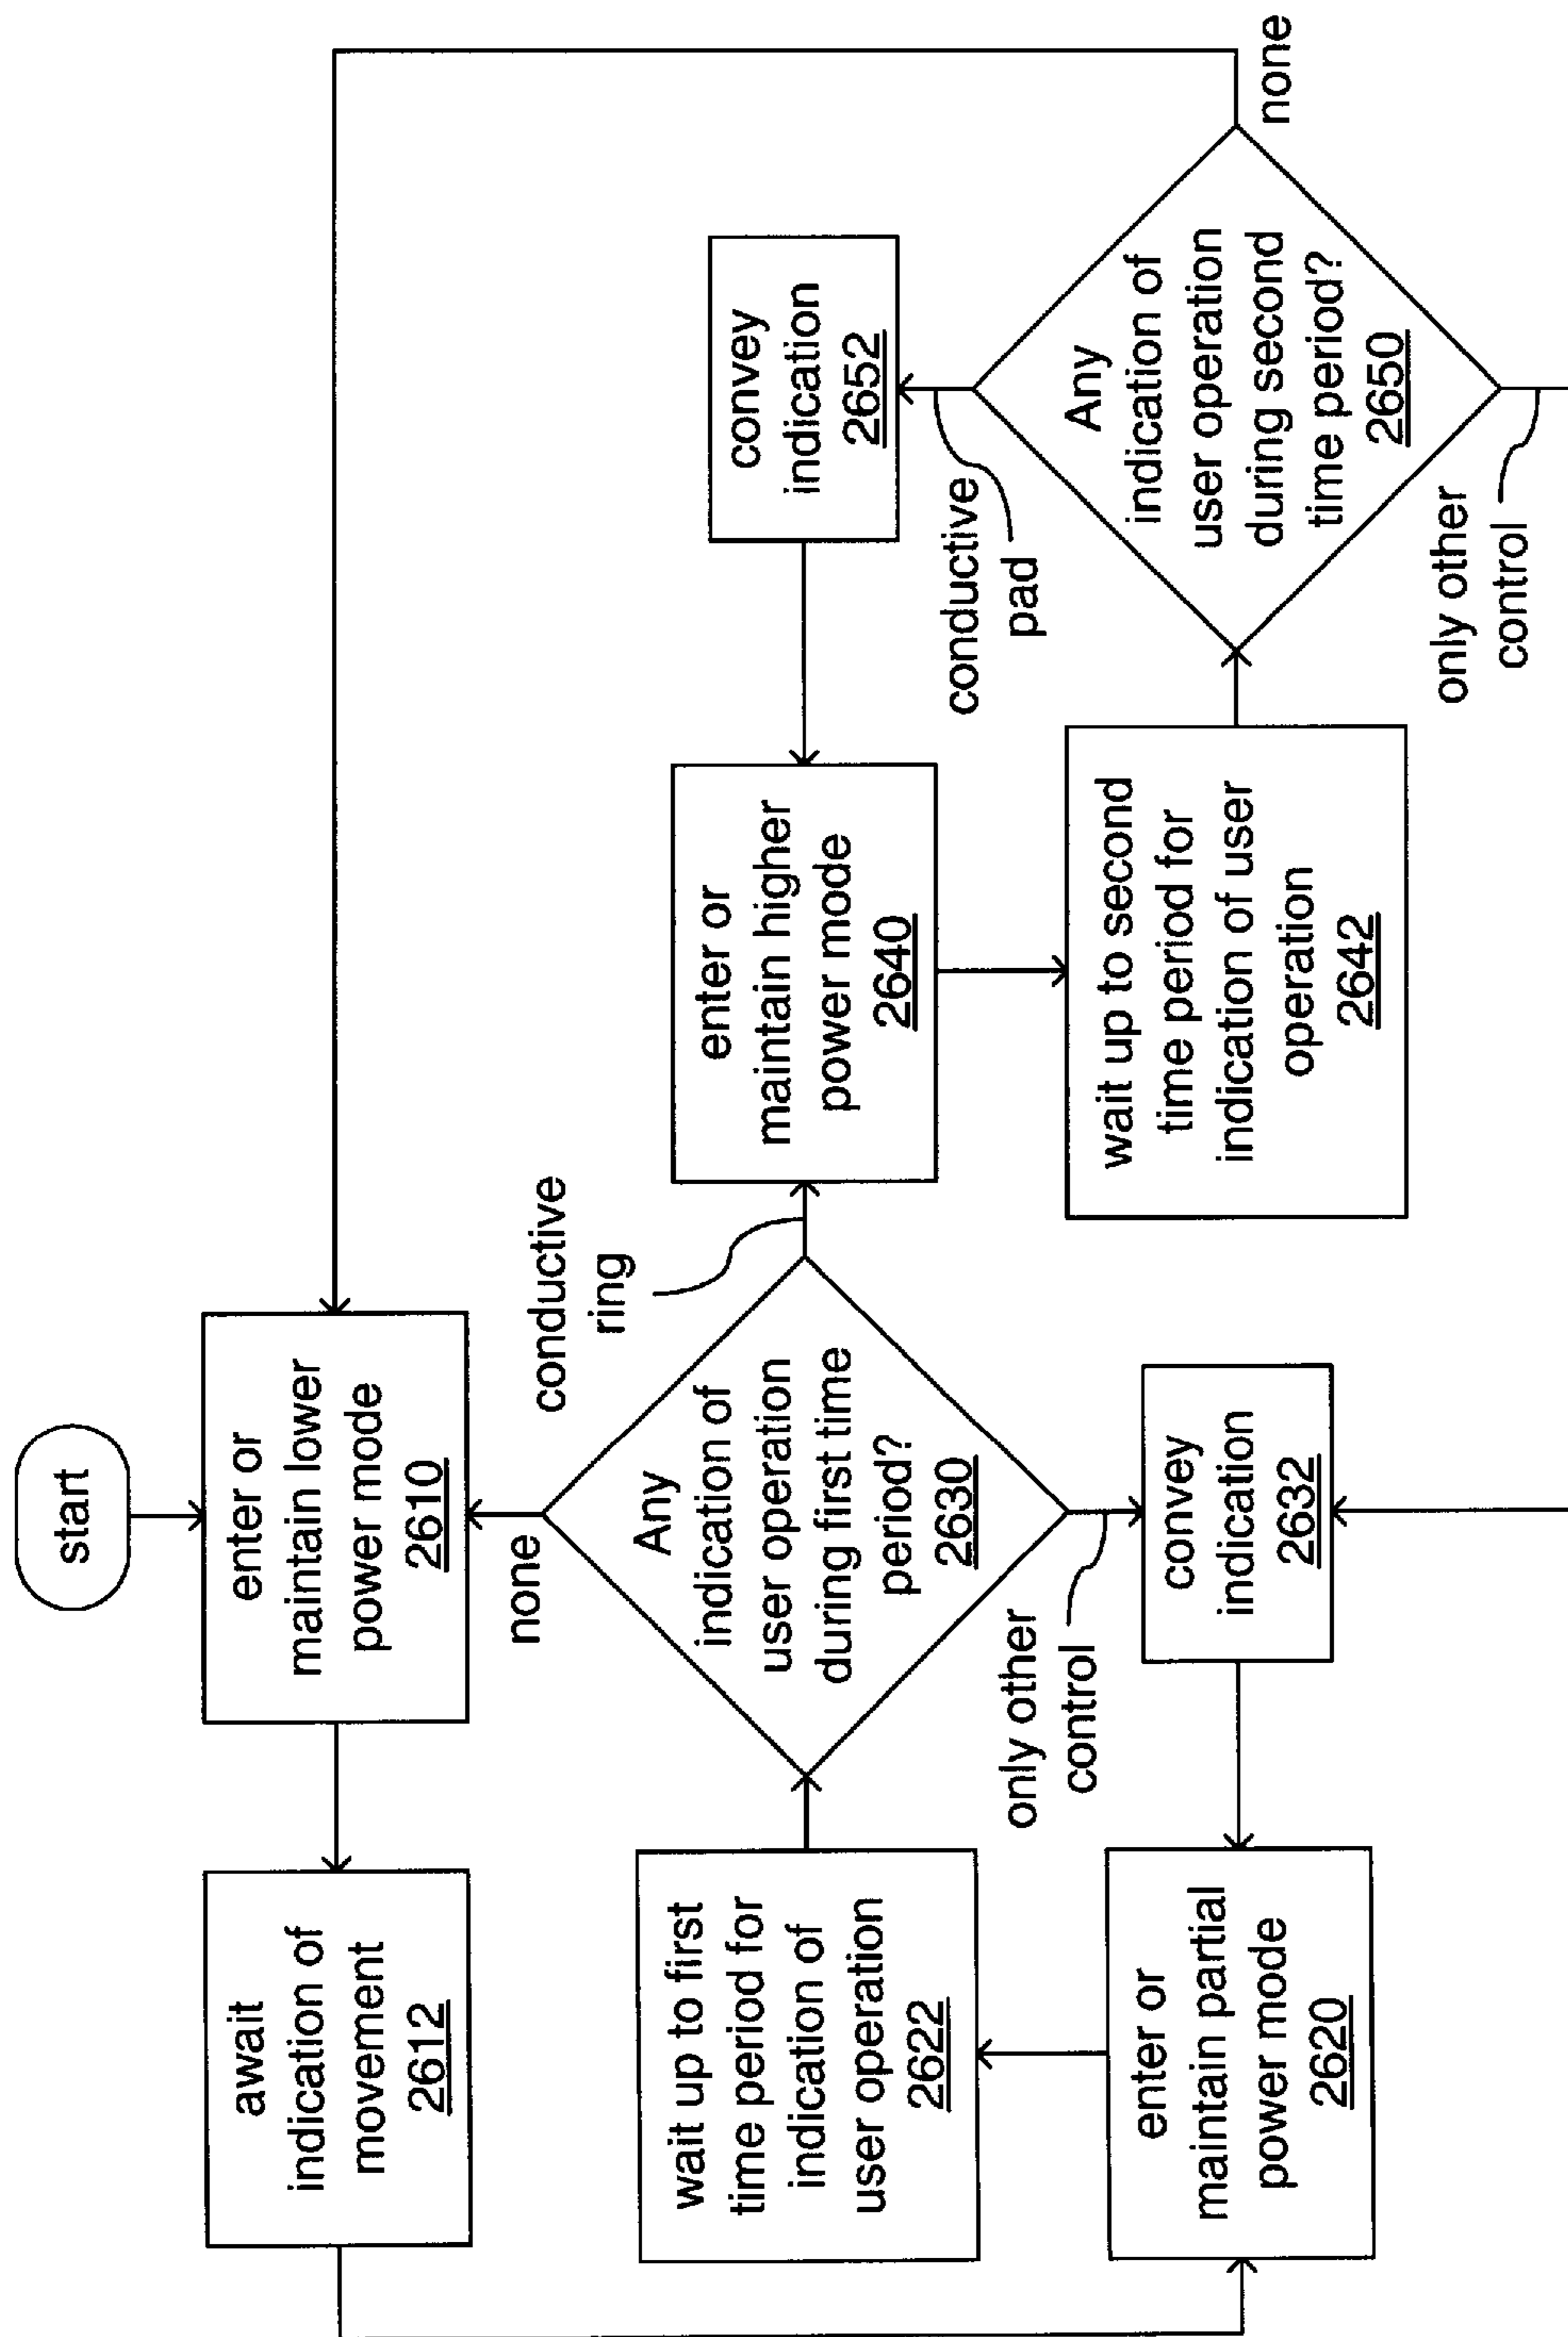 start
enter or
maintain lower
power mode
2610
await
indication of
movement
2612
none
conductive
ring
Any
indication of
user operation
during first time
period?
2630
wait up to first
time period for
indication of
user operation
2622
only other
control
convey
indication
2632
enter or
maintain partial
power mode
2620
enter or
maintain higher
power mode
2640
wait up to second
time period for
indication of user
operation
2642
convey
indication
2652
conductive
pad
Any
indication of
user operation
during second
time period?
2650
none
only other
control